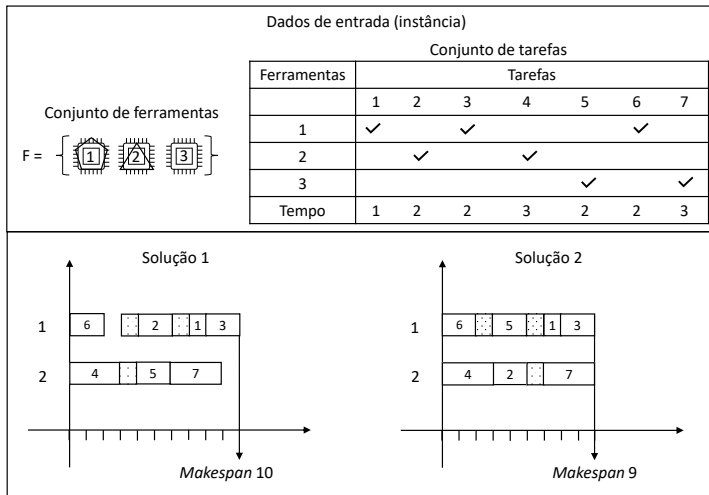 Dados de entrada (instância)
Conjunto de tarefas
Ferramentas Tarefas
1 2 3 4 5 6 7
1 ✓ ✓ ✓
2 ✓ ✓
3 ✓ ✓
Tempo 1 2 2 3 2 2 3
Conjunto de ferramentas
F = { 1 2 3 }
Solução 1
1 6 2 1 3
2 4 5 7
Makespan 10
Solução 2
1 6 5 1 3
2 4 2 7
Makespan 9